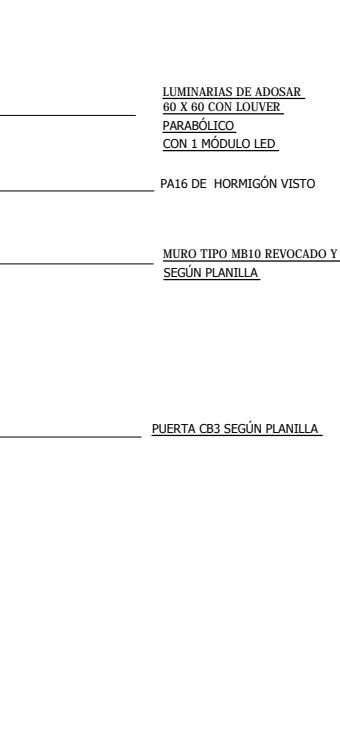 LUMINARIAS DE ADOSAR
60 X 60 CON LOUVER
PARABÓLICO
CON 1 MÓDULO LED
PA16 DE HORMIGÓN VISTO
MURO TIPO MB10 REVOCADO Y
SEGÚN PLANILLA
PUERTA CB3 SEGÚN PLANILLA